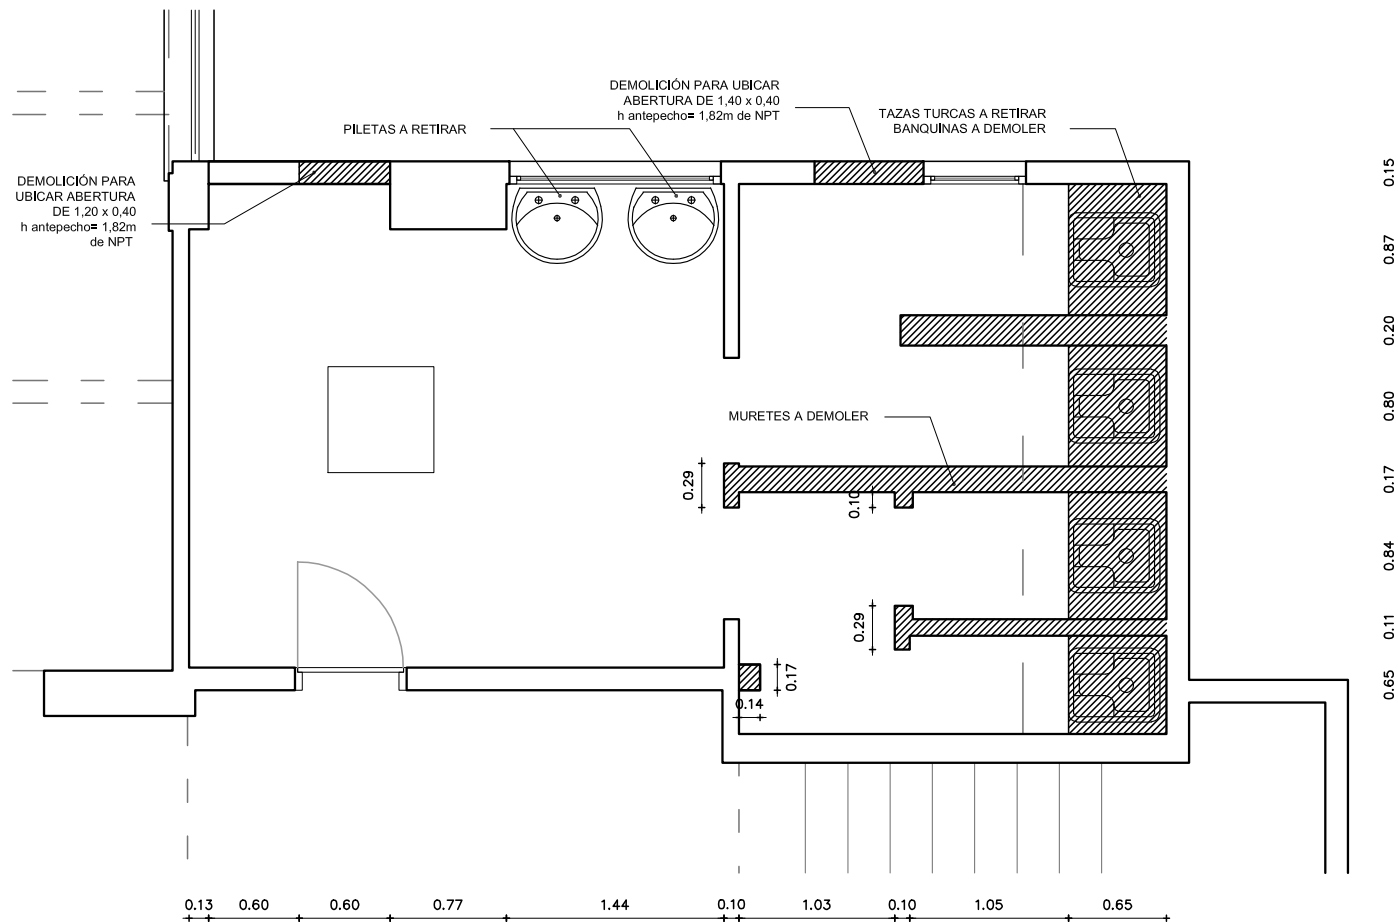 DEMOLICIÓN PARA UBICAR
ABERTURA DE 1,40 x 0,40
h antepecho= 1,82m de NPT
TAZAS TURCAS A RETIRAR
BANQUINAS A DEMOLER
PILETAS A RETIRAR
DEMOLICIÓN PARA
UBICAR ABERTURA
DE 1,20 x 0,40
h antepecho= 1,82m
de NPT
MURETES A DEMOLER
0.29
0.10
0.29
0.17
0.14
0.15
0.87
0.20
0.80
0.17
0.84
0.11
0.65
0.13 0.60 0.60 0.77 1.44 0.10 1.03 0.10 1.05 0.65